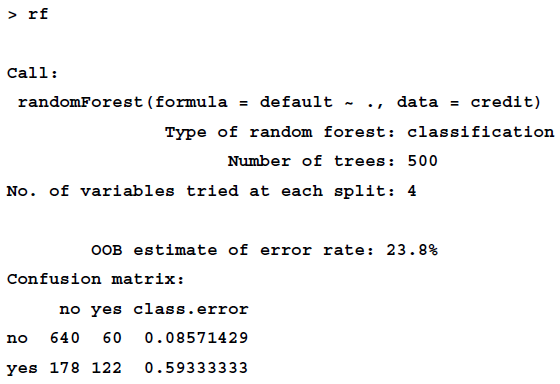 > rf
Call:
randomForest(formula = default ~ ., data = credit)
Type of random forest: classification
Number of trees: 500
No. of variables tried at each split: 4
OOB estimate of error rate: 23.8%
Confusion matrix:
no yes class.error
no 640 60 0.08571429
yes 178 122 0.59333333